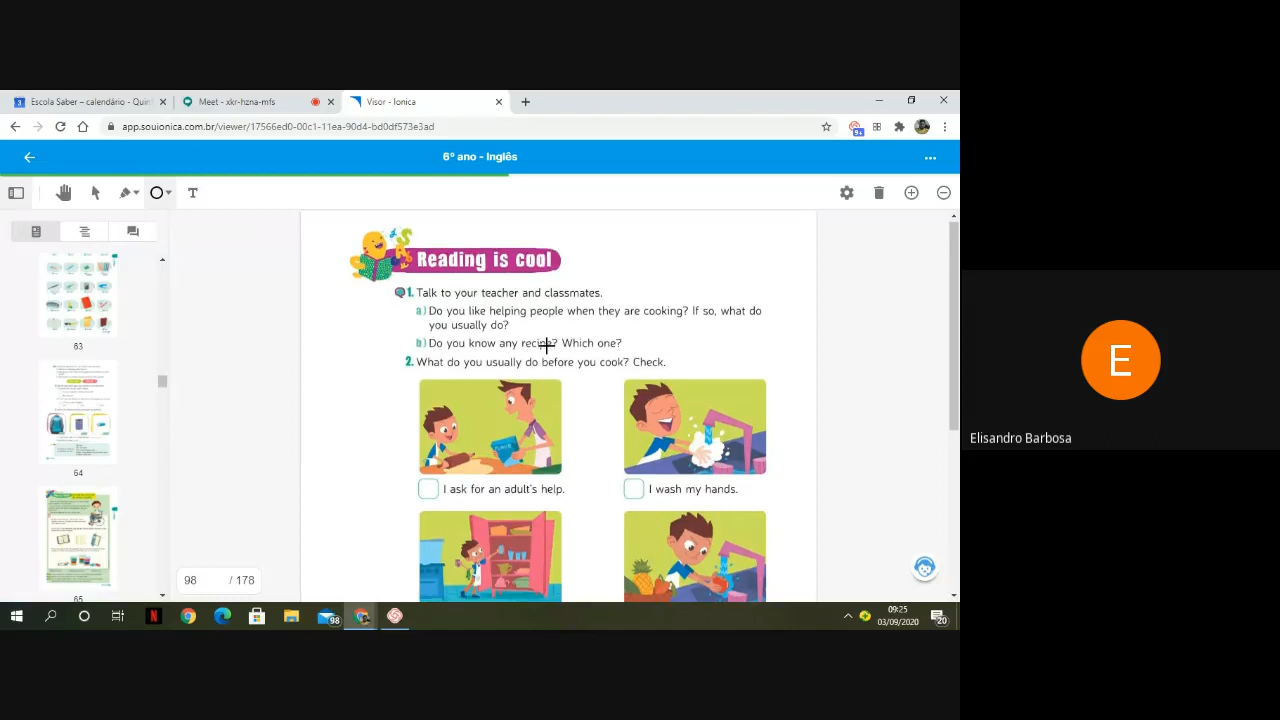 Escola Saber – calendário - Quin
Meet - xkr-hzna-mfs
Visor - Ionica
app.souionica.com.br/viewer/17566ed0-00c1-11ea-90d4-bd0df573e3ad
9+
6º ano - Inglês
T
63
64
65
98 / 178
Reading is cool
1. Talk to your teacher and classmates.
a) Do you like helping people when they are cooking? If so, what do
you usually do?
b) Do you know any recipe? Which one?
2. What do you usually do before you cook? Check.
I ask for an adult's help.
I wash my hands.
98
09:25
03/09/2020
20
E
Elisandro Barbosa